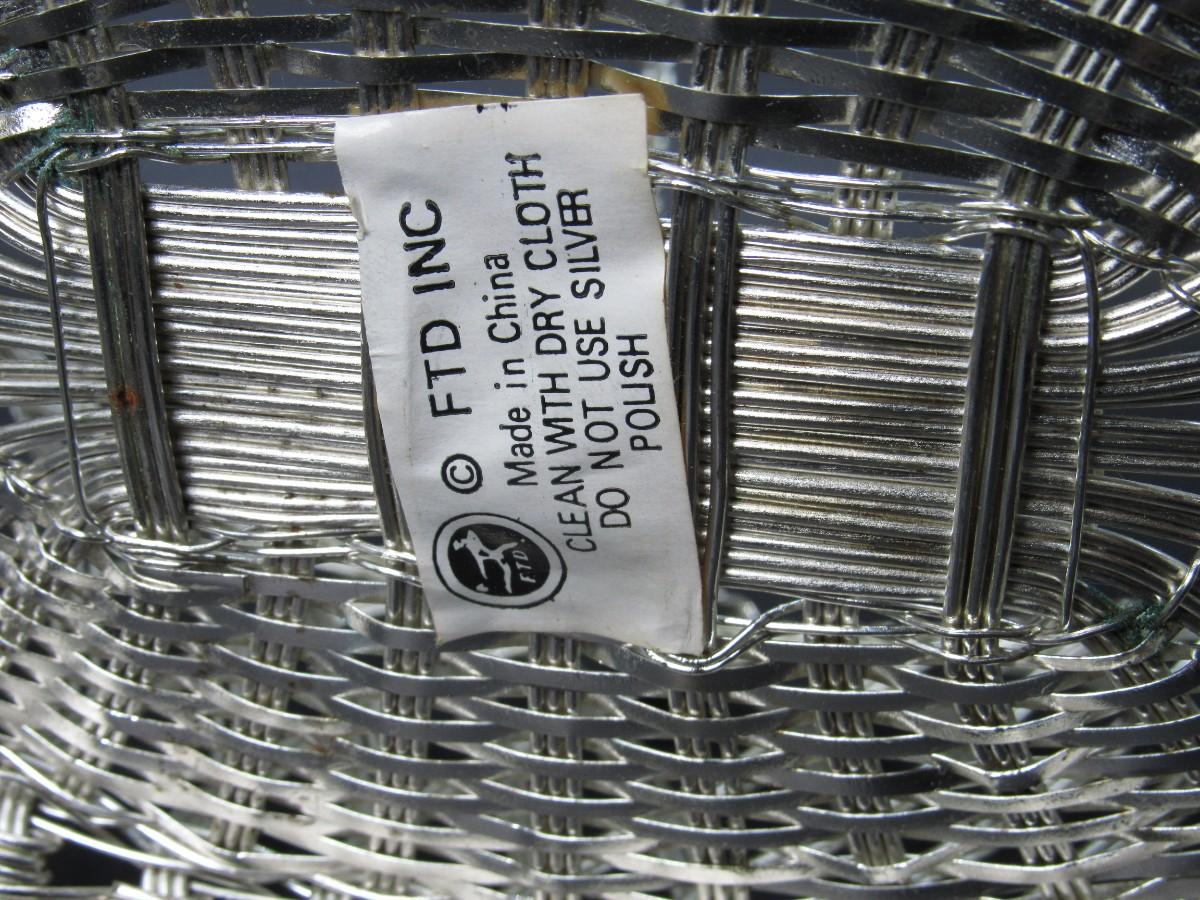 © FTD INC
Made in China
CLEAN WITH DRY CLOTH
DO NOT USE SILVER
POLISH
FTD